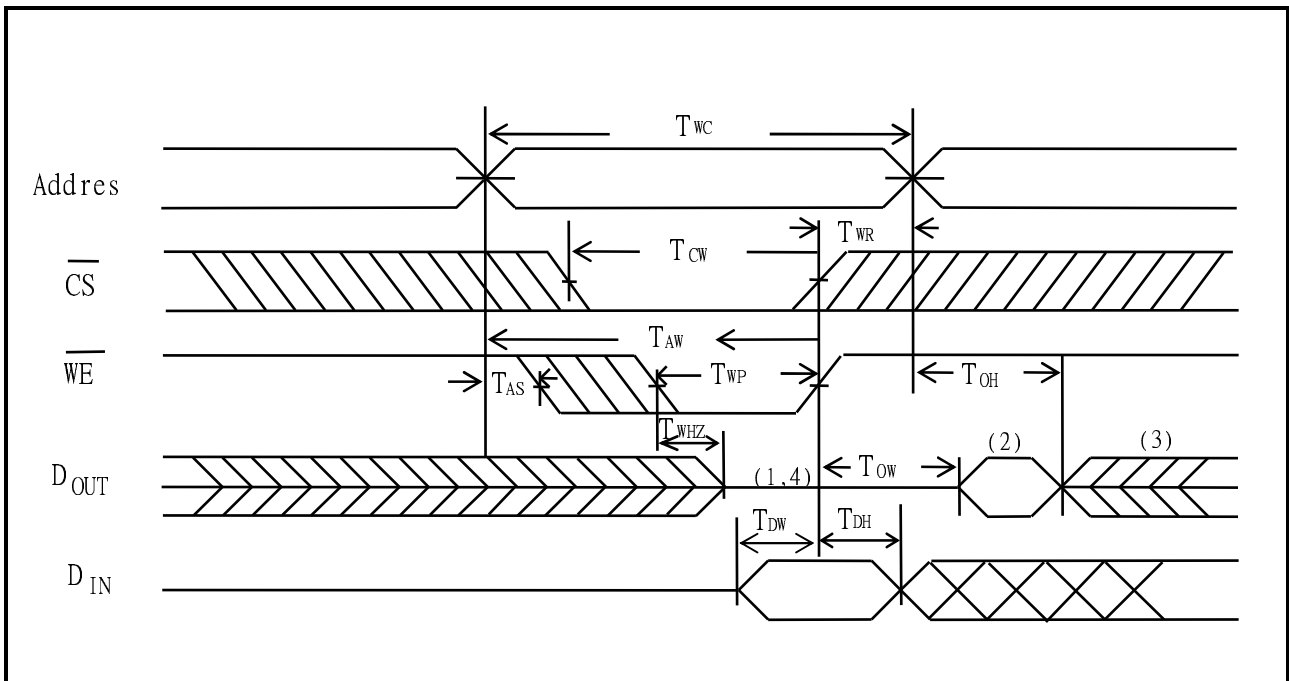 TWC
Addres
TWR
TCW
CS
TAW
WE
TWP
TAS
TOH
TWHZ
(2)
(3)
DOUT
(1,4)
TOW
TDW
TDH
DIN